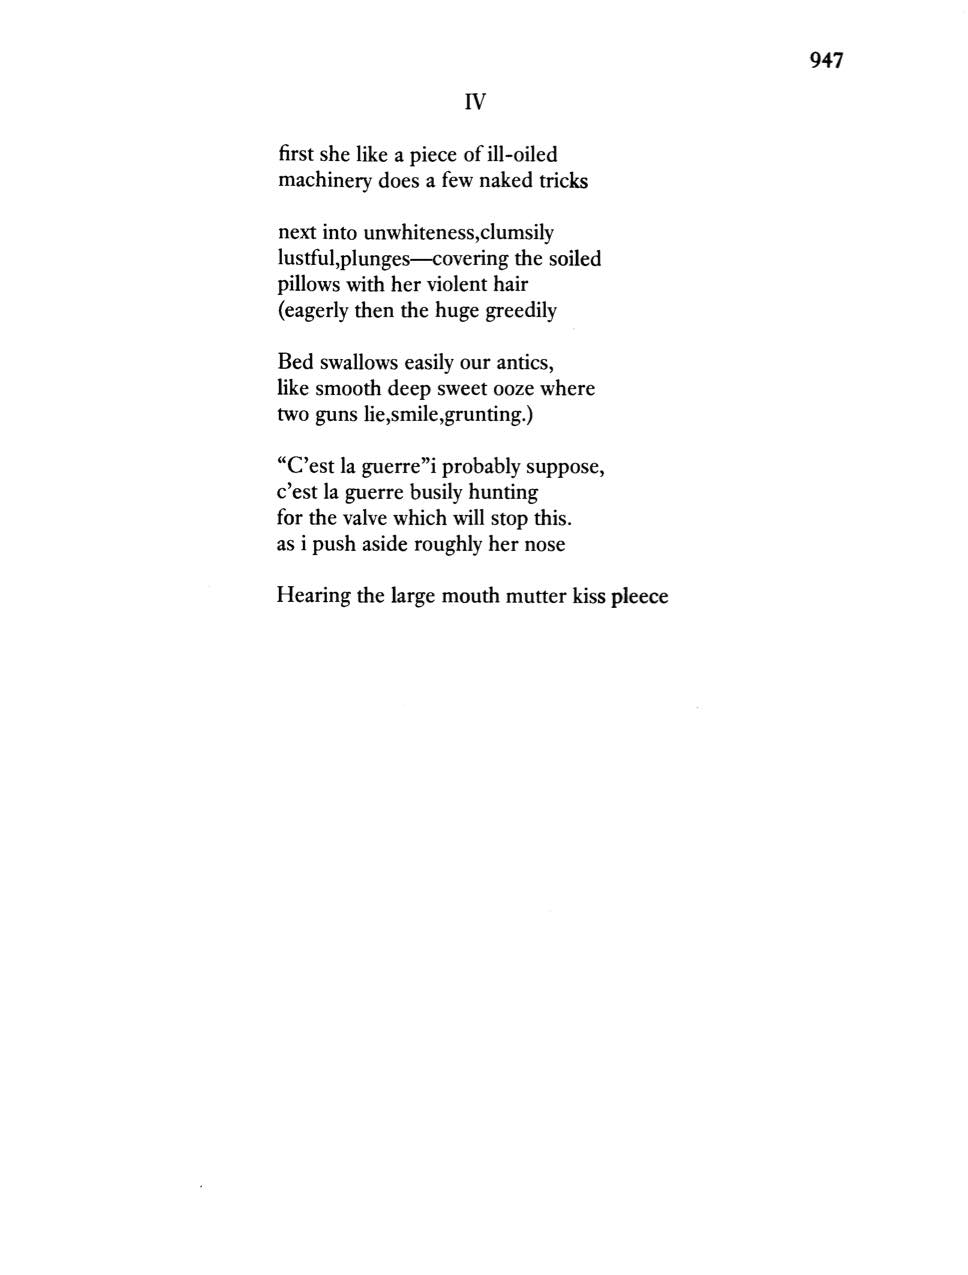 947
IV
first she like a piece of ill-oiled
machinery does a few naked tricks
next into unwhiteness,clumsily
lustful,plunges—covering the soiled
pillows with her violent hair
(eagerly then the huge greedily
Bed swallows easily our antics,
like smooth deep sweet ooze where
two guns lie,smile,grunting.)
“C’est la guerre”i probably suppose,
c’est la guerre busily hunting
for the valve which will stop this.
as i push aside roughly her nose
Hearing the large mouth mutter kiss pleece